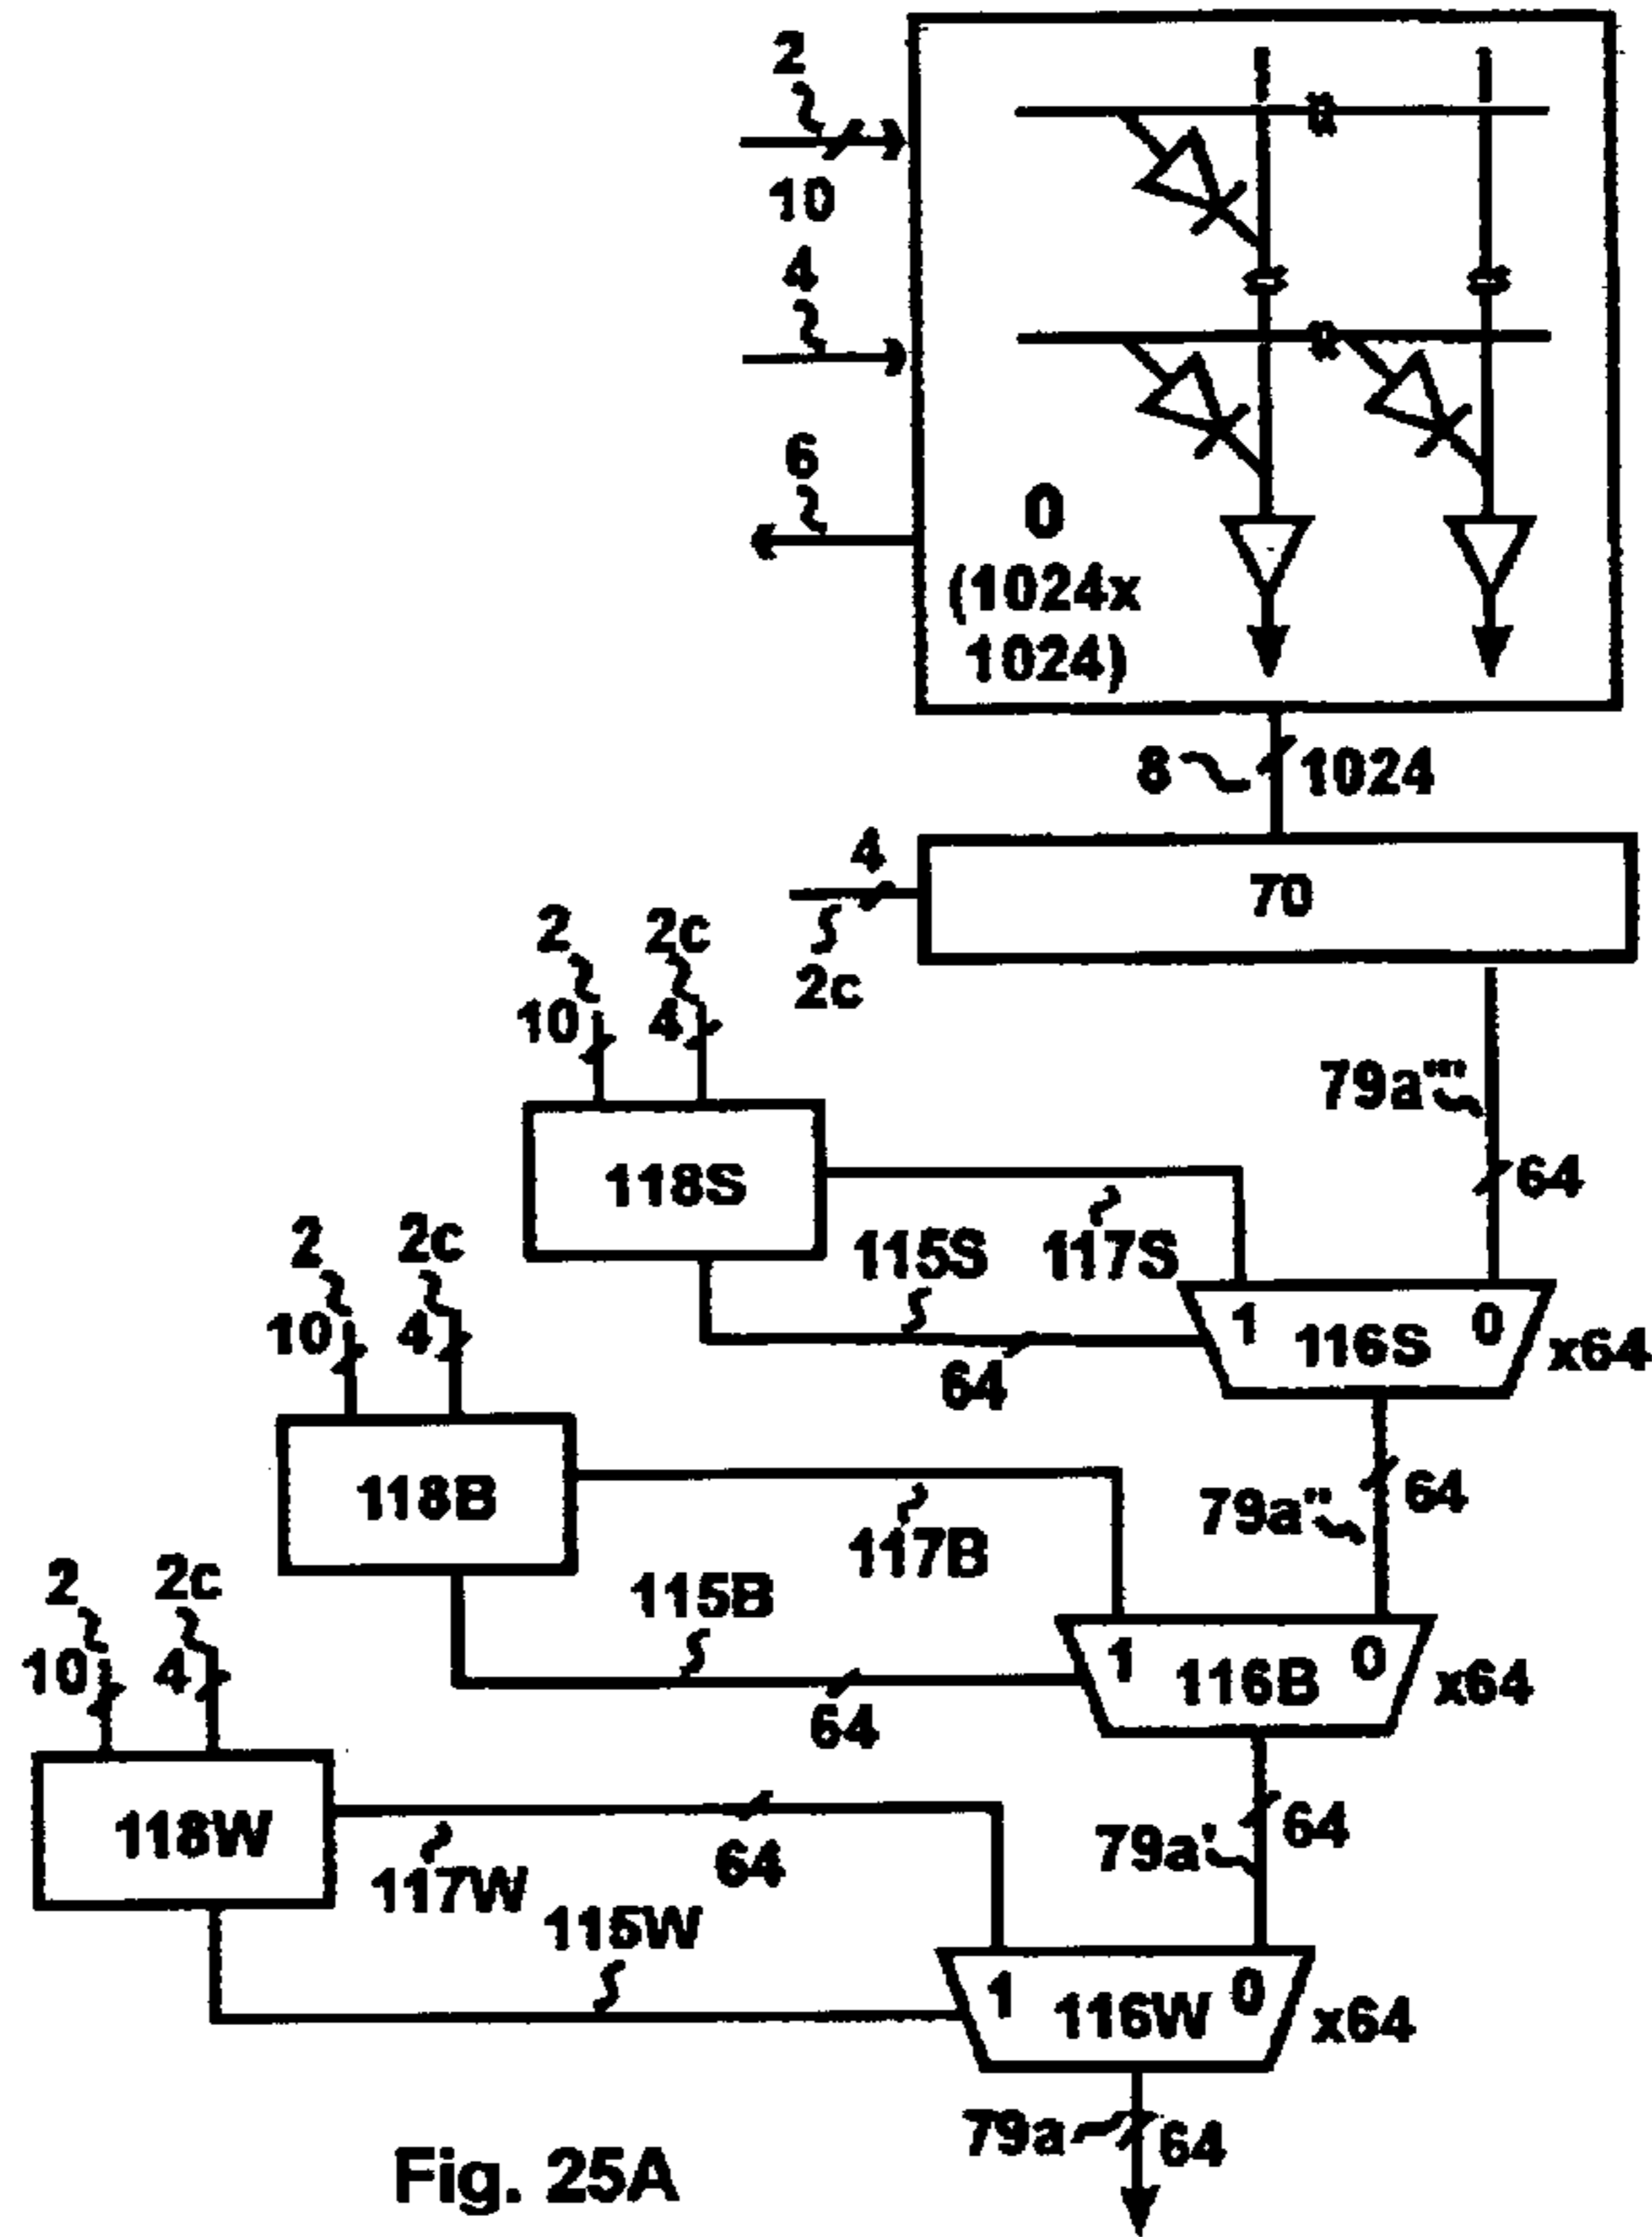 2
10
4
6
0
(1024x
1024)
8
1024
4
70
2c
2
2c
10
4
79a'''
118S
64
115S
117S
2
2c
1
116S
0
x64
10
4
64
118B
79a''
64
117B
115B
2
2c
1
116B
0
x64
10
4
64
118W
64
79a'
64
117W
115W
1
116W
0
x64
79a
64
Fig. 25A